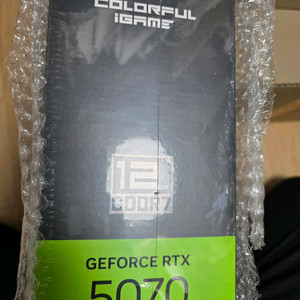 COLORFUL
iGAME
12
GDDR7
GEFORCE RTX
5070